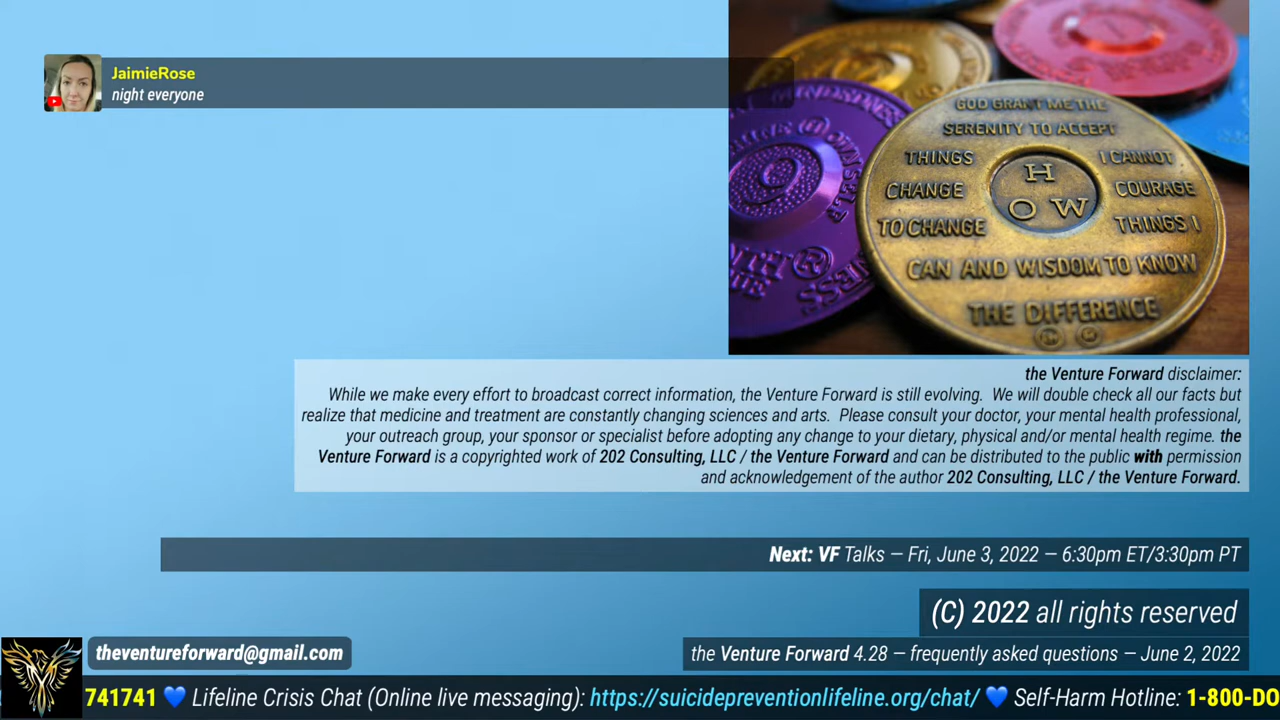 JaimieRose
night everyone
GOD GRANT ME THE
SERENITY TO ACCEPT
THINGS I CANNOT
CHANGE COURAGE
TO CHANGE THINGS I
CAN AND WISDOM TO KNOW
THE DIFFERENCE
H
O W
the Venture Forward disclaimer:
While we make every effort to broadcast correct information, the Venture Forward is still evolving. We will double check all our facts but
realize that medicine and treatment are constantly changing sciences and arts. Please consult your doctor, your mental health professional,
your outreach group, your sponsor or specialist before adopting any change to your dietary, physical and/or mental health regime. the
Venture Forward is a copyrighted work of 202 Consulting, LLC / the Venture Forward and can be distributed to the public with permission
and acknowledgement of the author 202 Consulting, LLC / the Venture Forward.
Next: VF Talks – Fri, June 3, 2022 – 6:30pm ET/3:30pm PT
(C) 2022 all rights reserved
theventureforward@gmail.com
the Venture Forward 4.28 – frequently asked questions – June 2, 2022
741741 💙 Lifeline Crisis Chat (Online live messaging): https://suicidepreventionlifeline.org/chat/ 💙 Self-Harm Hotline: 1-800-DO